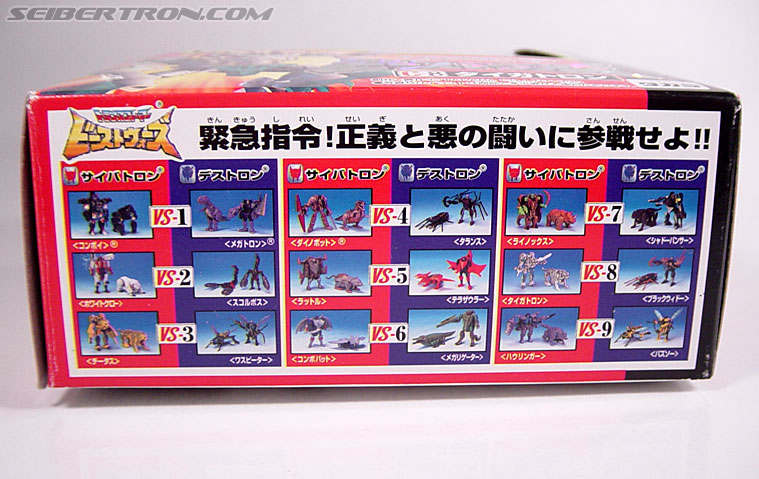 SEIBERTRON.COM
21 タイガトロン
ビーストウォーズ
きん きゅう し れい せい ぎ あく たたか さん せん
緊急指令!正義と悪の闘いに参戦せよ!!
サイバトロン デストロン サイバトロン デストロン サイバトロン デストロン
VS-1 VS-4 VS-7
<コンボイ>® <メガトロン>® <ダイノボット>® <タランス> <ライノックス> <シャドーパンサー>
VS-2 VS-5 VS-8
<ホワイトクロー> <スコルポス> <ラットル> <テラザウラー> <タイガトロン> <ブラックウィドー>
VS-3 VS-6 VS-9
<チータス> <ワスピーター> <コンボバット> <メガリゲーター> <ハウリンガー> <バズソー>